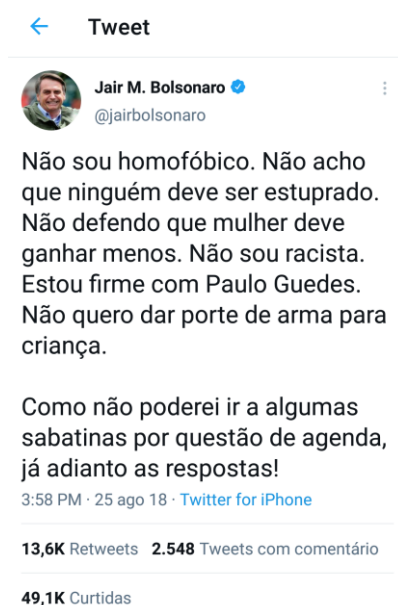 Tweet
Jair M. Bolsonaro
@jairbolsonaro
Não sou homofóbico. Não acho
que ninguém deve ser estuprado.
Não defendo que mulher deve
ganhar menos. Não sou racista.
Estou firme com Paulo Guedes.
Não quero dar porte de arma para
criança.
Como não poderei ir a algumas
sabatinas por questão de agenda,
já adianto as respostas!
3:58 PM · 25 ago 18 · Twitter for iPhone
13,6K Retweets 2.548 Tweets com comentário
49,1K Curtidas